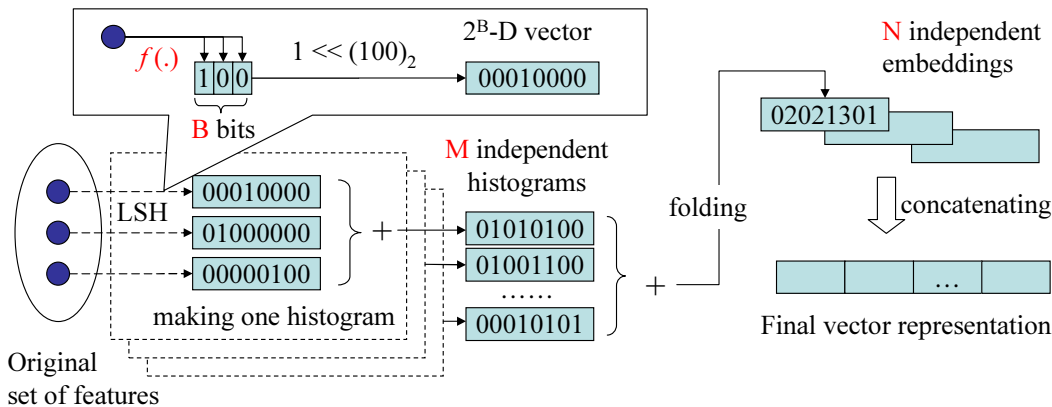 f(.)
1 0 0
B bits
1 << (100)₂
2ᴮ-D vector
00010000
LSH
00010000
01000000
00000100
+
making one histogram
Original
set of features
M independent
histograms
01010100
01001100
……
00010101
+
folding
N independent
embeddings
02021301
concatenating
...
Final vector representation